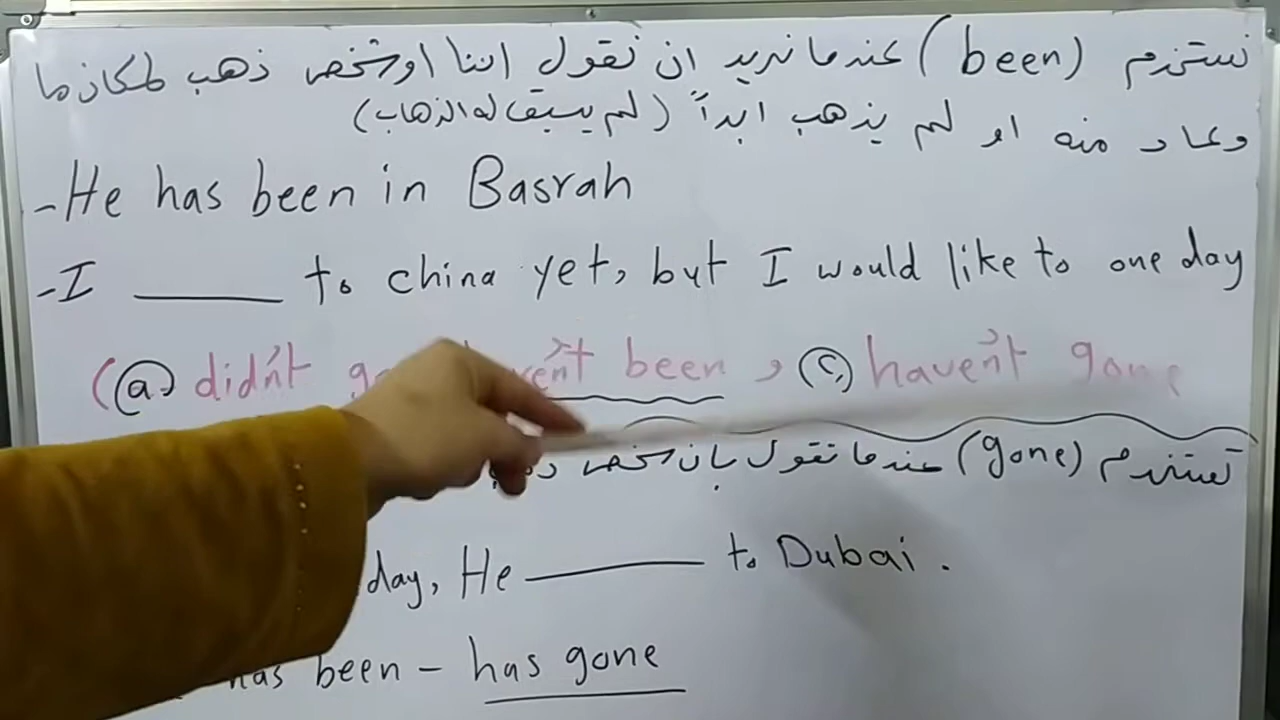 نستخدم (been) عندما نريد ان نقول اننا او شخص ذهب لمكان ما
وعاد منه او لم يذهب ابداً (لم يسبق له الذهاب)
- He has been in Basrah
- I ______ to china yet, but I would like to one day
(ⓐ didn't been , ⓒ haven't gone
تستخدم (gone) عندما نقول بان شخص
day, He ______ to Dubai.
has been - has gone